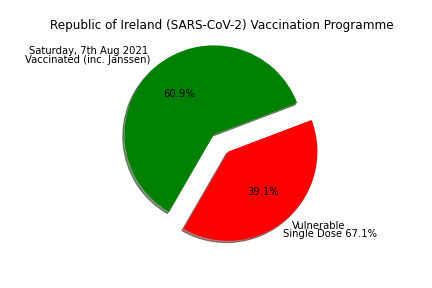 Republic of Ireland (SARS-CoV-2) Vaccination Programme
Saturday, 7th Aug 2021
Vaccinated (inc. Janssen)
60.9%
39.1%
Vulnerable
Single Dose 67.1%